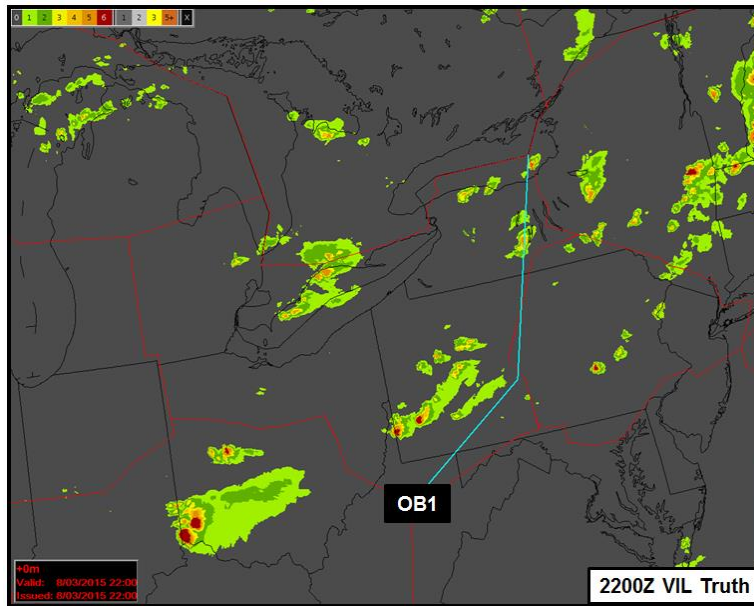 0 1 2 3 4 5 6 1 2 3 5+ X
OB1
+0m
Valid: 8/03/2015 22:00
Issued: 8/03/2015 22:00
2200Z VIL Truth